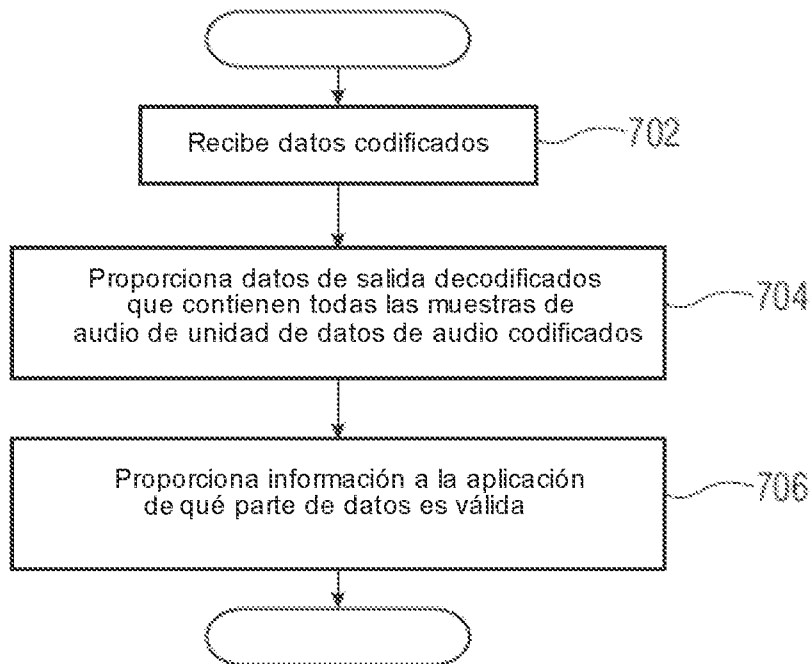 Recibe datos codificados
702
Proporciona datos de salida decodificados
que contienen todas las muestras de
audio de unidad de datos de audio codificados
704
Proporciona información a la aplicación
de qué parte de datos es válida
706